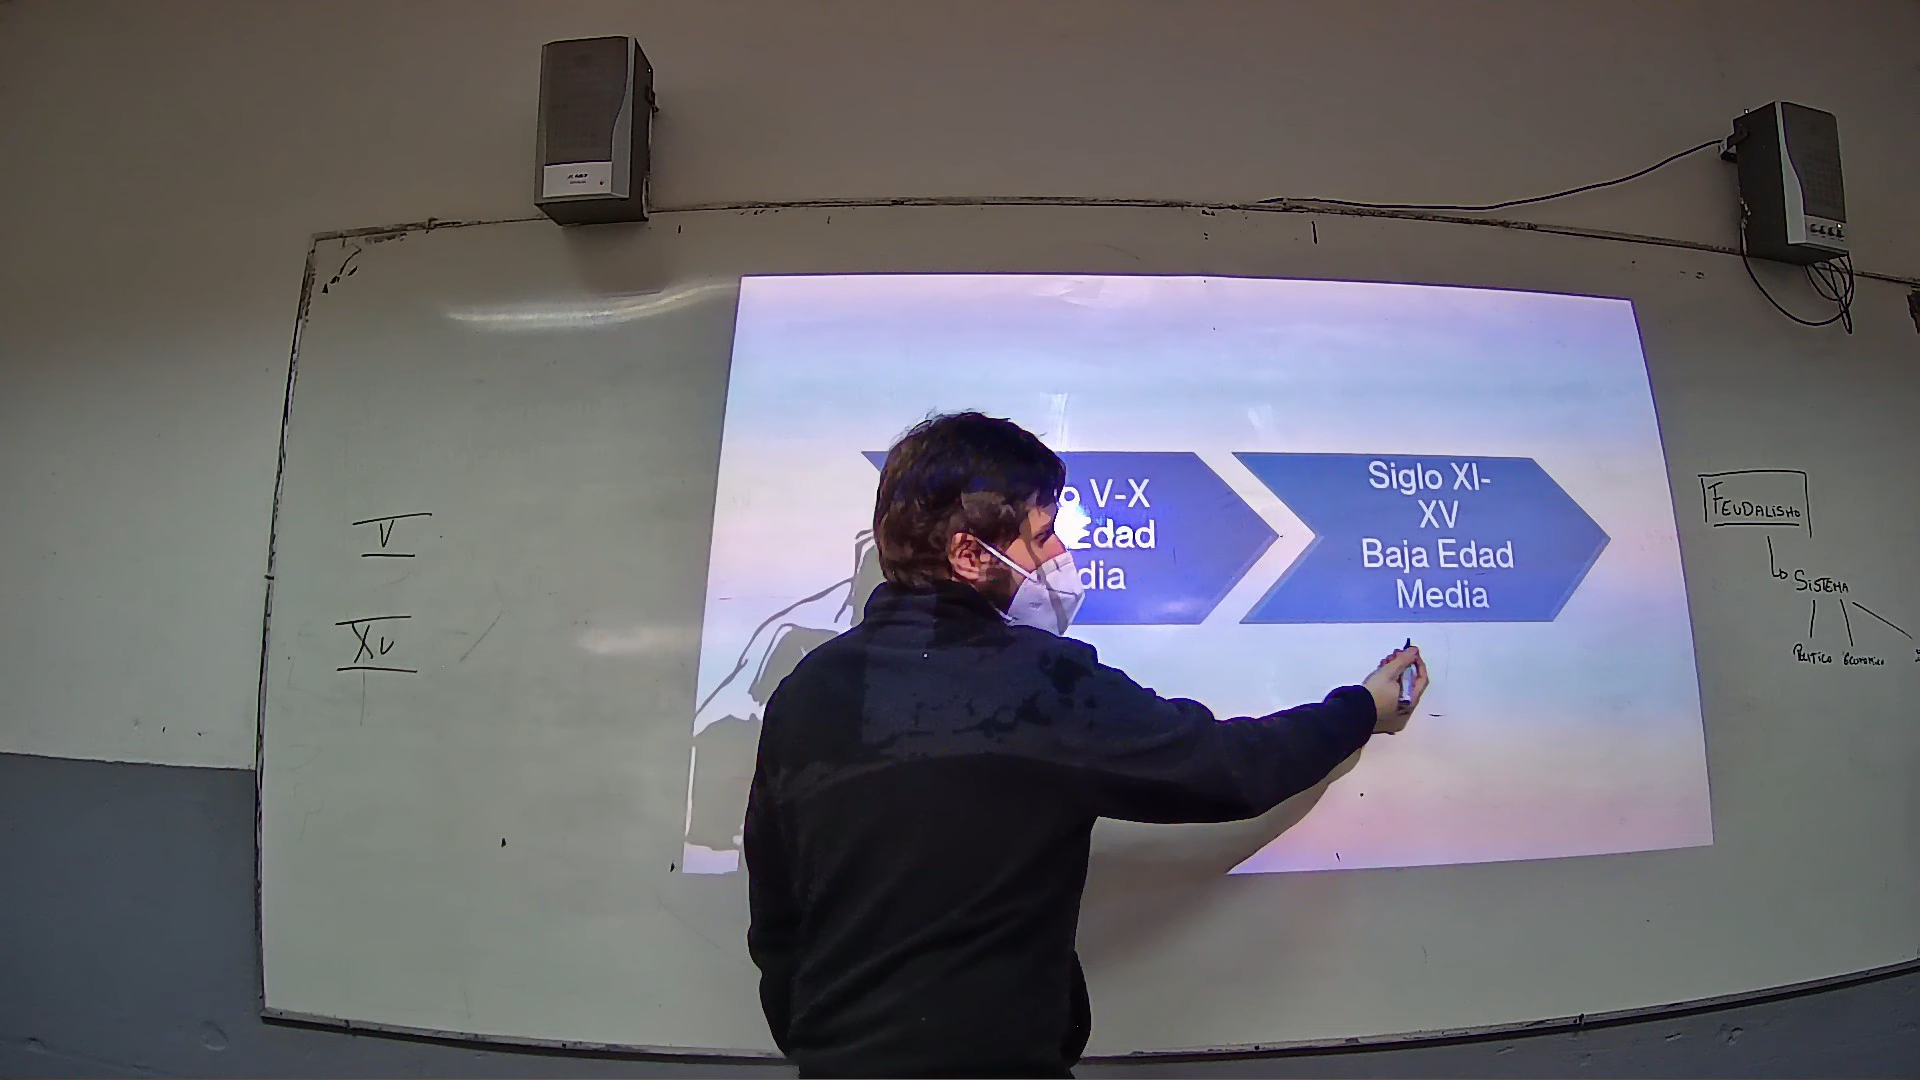 V
XV
V-X
Edad
dia
Siglo XI-
XV
Baja Edad
Media
FEUDALISMO
SISTEMA
POLITICO ECONOMICO